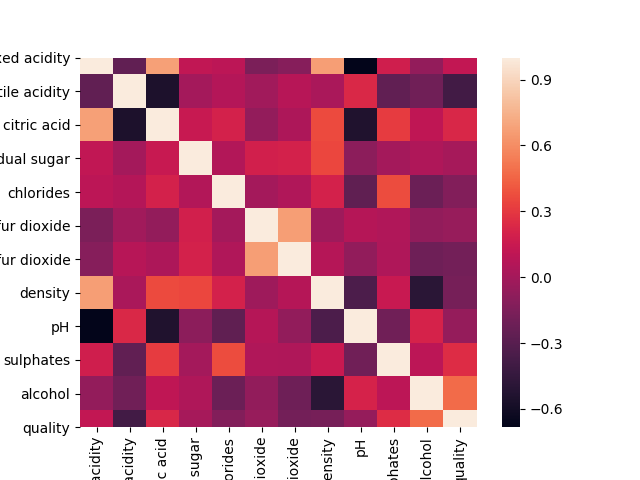 xed acidity
tile acidity
citric acid
dual sugar
chlorides
fur dioxide
fur dioxide
density
pH
sulphates
alcohol
quality
acidity
acidity
c acid
sugar
orides
ioxide
ioxide
ensity
pH
phates
lcohol
quality
0.9
0.6
0.3
0.0
−0.3
−0.6